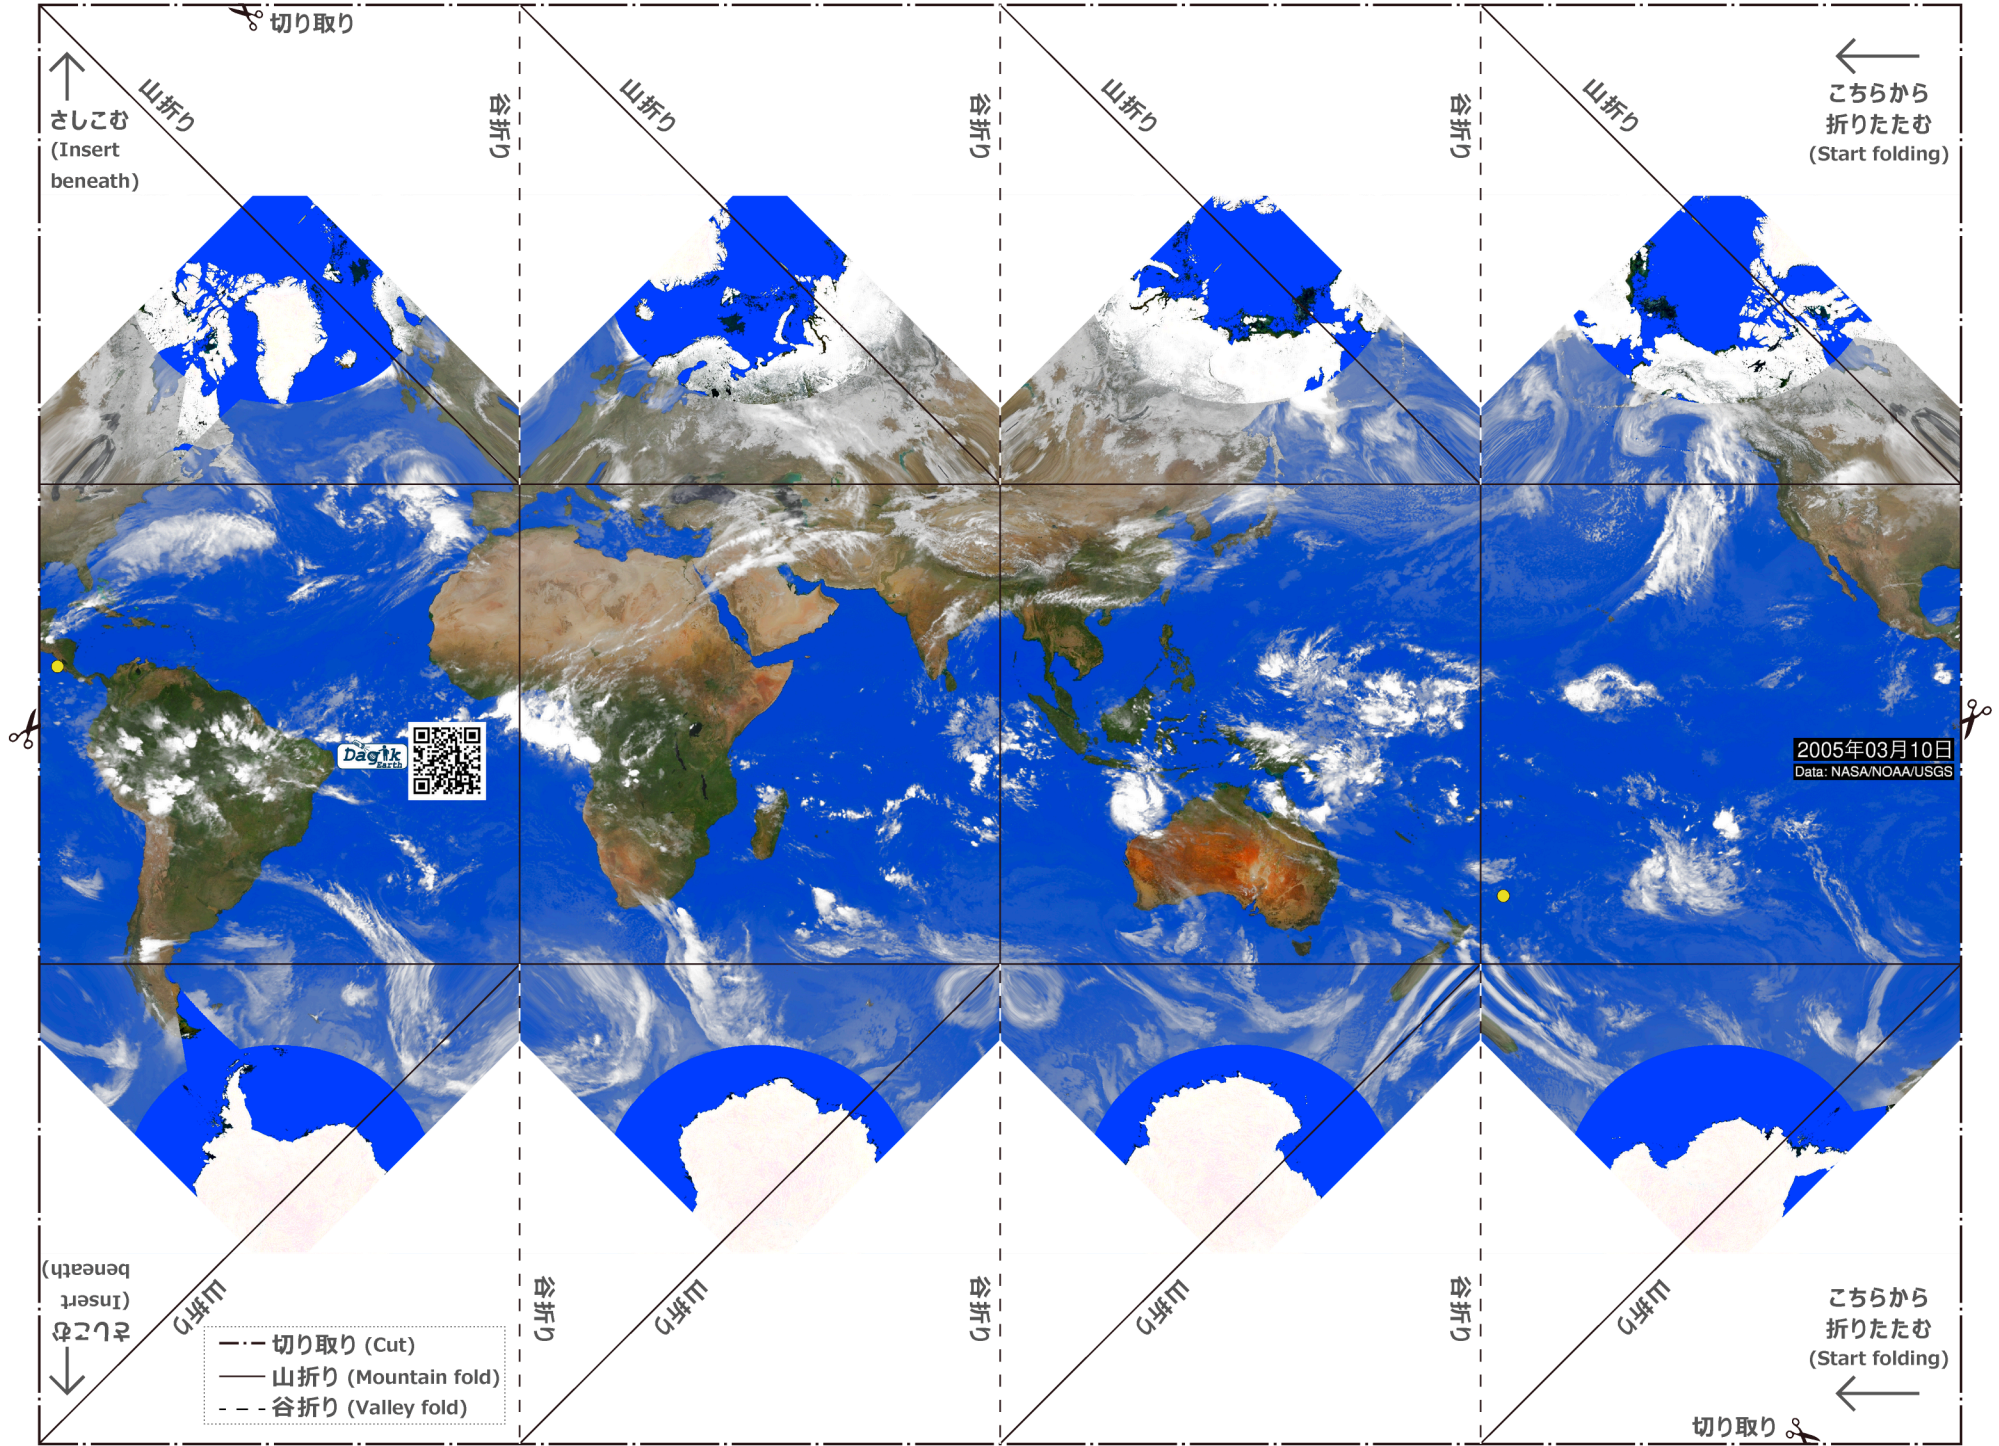 切り取り
さしこむ
(Insert
beneath)
山折り
谷折り
山折り
谷折り
山折り
谷折り
山折り
こちらから
折りたたむ
(Start folding)
Dagik
Earth
2005年03月10日
Data: NASA/NOAA/USGS
さしこむ
(Insert
beneath)
山折り
谷折り
山折り
谷折り
山折り
谷折り
山折り
こちらから
折りたたむ
(Start folding)
切り取り (Cut)
山折り (Mountain fold)
谷折り (Valley fold)
切り取り